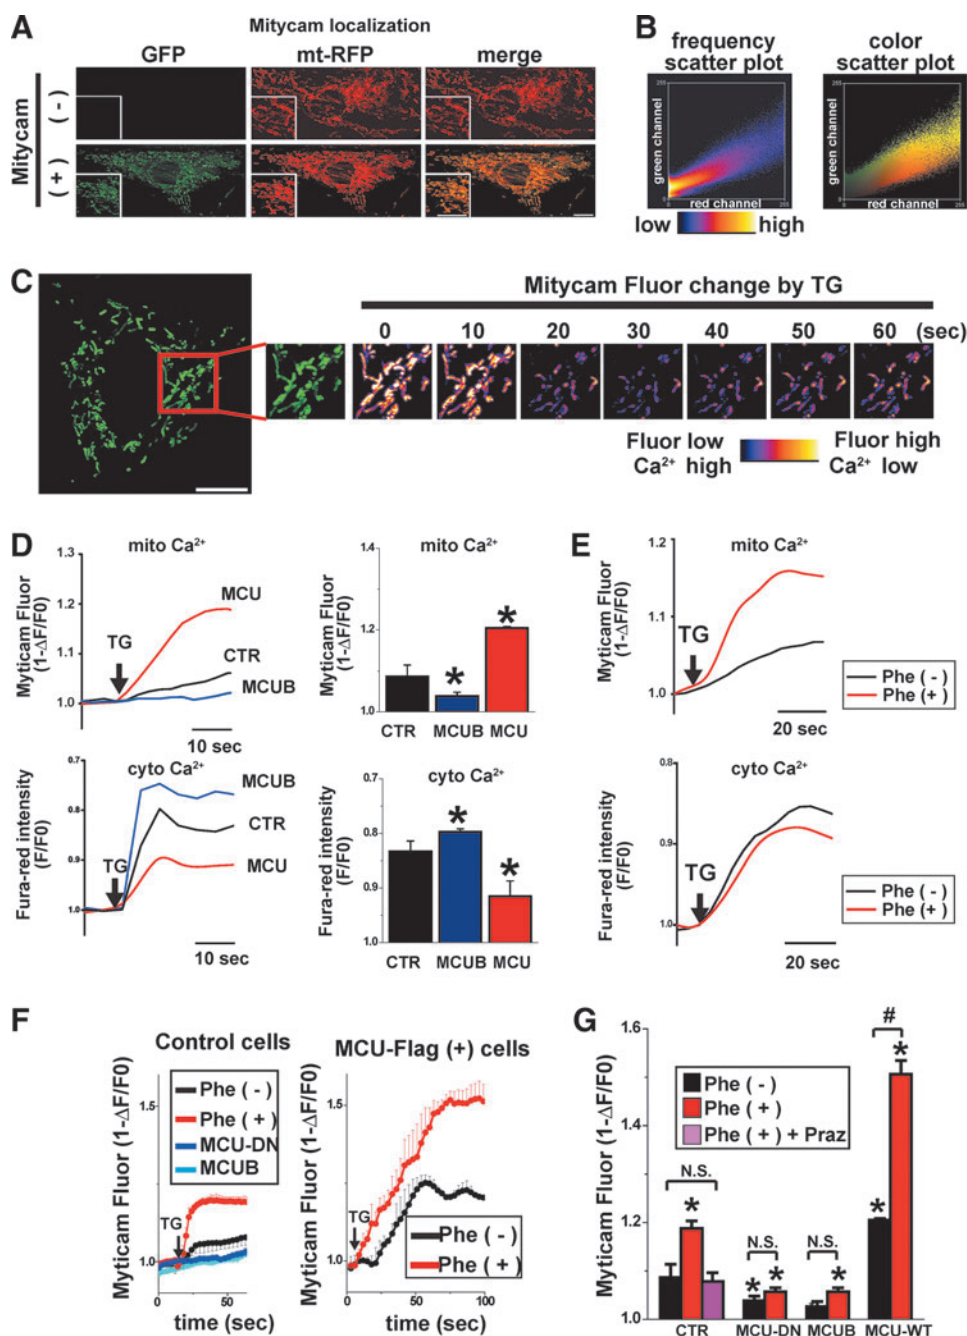 A
Mitycam localization
GFP
mt-RFP
merge
Mitycam
(-)
(+)
B
frequency
scatter plot
color
scatter plot
green channel
255
0
red channel
255
green channel
255
0
red channel
255
low
high
C
Mitycam Fluor change by TG
0
10
20
30
40
50
60
(sec)
Fluor low
Ca²⁺ high
Fluor high
Ca²⁺ low
D
mito Ca²⁺
Myticam Fluor
(1-ΔF/F0)
1.3
1.2
1.1
1.0
TG
MCU
CTR
MCUB
10 sec
mito Ca²⁺
Myticam Fluor
(1-ΔF/F0)
1.4
1.2
1.0
*
*
CTR
MCUB
MCU
cyto Ca²⁺
Fura-red intensity
(F/F0)
0.7
0.8
0.9
1.0
TG
MCUB
CTR
MCU
10 sec
cyto Ca²⁺
Fura-red intensity
(F/F0)
0.7
0.8
0.9
1.0
*
*
CTR
MCUB
MCU
E
mito Ca²⁺
Myticam Fluor
(1-ΔF/F0)
1.2
1.1
1.0
TG
Phe (-)
Phe (+)
20 sec
cyto Ca²⁺
Fura-red intensity
(F/F0)
0.8
0.9
1.0
TG
Phe (-)
Phe (+)
20 sec
F
Control cells
Myticam Fluor (1-ΔF/F0)
1.5
1.0
Phe ( - )
Phe ( + )
MCU-DN
MCUB
TG
0
50
time (sec)
MCU-Flag (+) cells
Myticam Fluor (1-ΔF/F0)
1.5
1.0
TG
Phe ( - )
Phe ( + )
0
50
100
time (sec)
G
Myticam Fluor (1-ΔF/F0)
1.6
1.4
1.2
1.0
Phe ( - )
Phe ( + )
Phe ( + ) + Praz
N.S.
*
N.S.
*
*
N.S.
*
#
*
*
CTR
MCU-DN
MCUB
MCU-WT